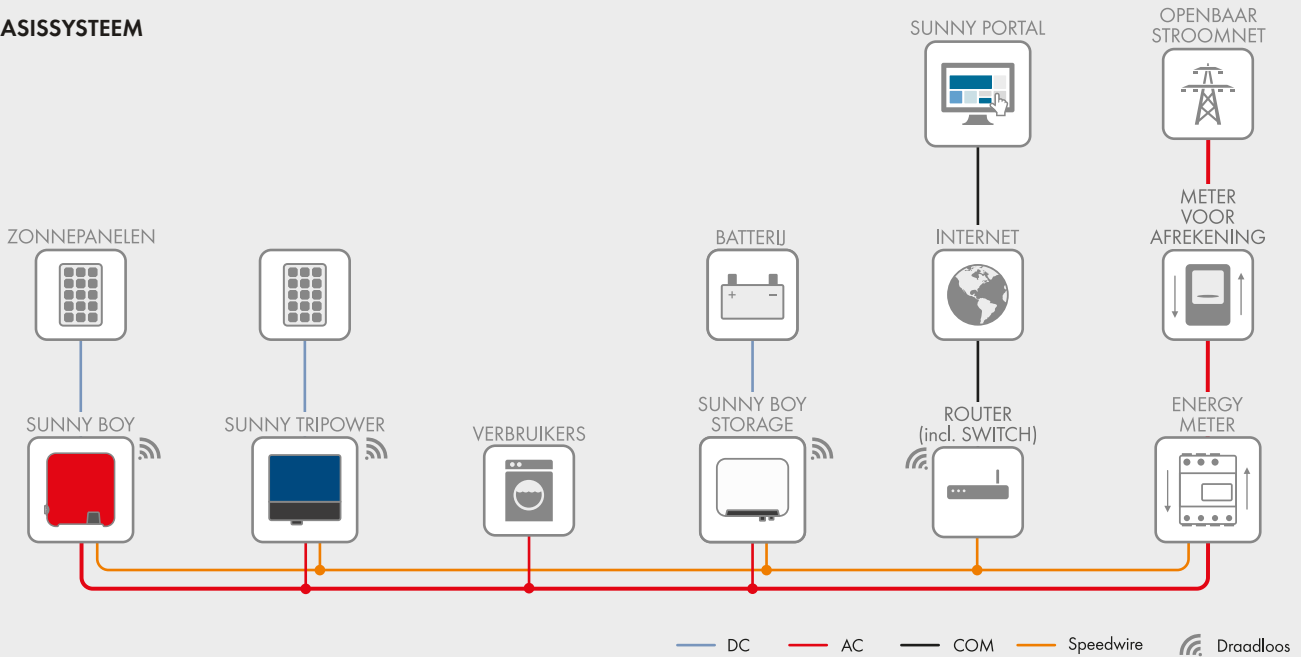 ASISSYSTEEM
SUNNY PORTAL
OPENBAAR
STROOMNET
METER
VOOR
AFREKENING
ZONNEPANELEN
BATTERIJ
INTERNET
SUNNY BOY
SUNNY TRIPOWER
VERBRUIKERS
SUNNY BOY
STORAGE
ROUTER
(incl. SWITCH)
ENERGY
METER
DC
AC
COM
Speedwire
Draadloos